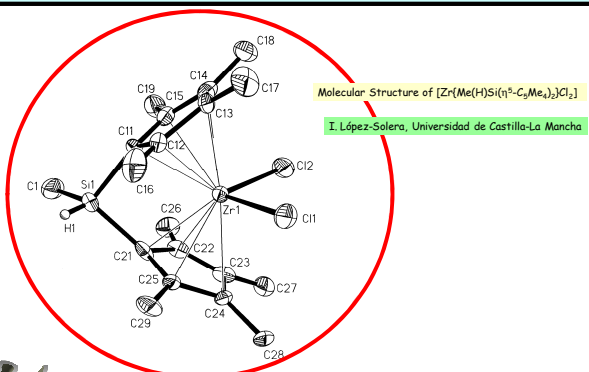 C18
C14
C17
C19
C15
C13
Molecular Structure of [Zr{Me(H)Si(η⁵-C₅Me₄)₂}Cl₂]
I. López-Solera, Universidad de Castilla-La Mancha
C11
C12
Cl2
C16
C1
Si1
Zr1
H1
C26
Cl1
C21
C22
C25
C23
C27
C24
C29
C28